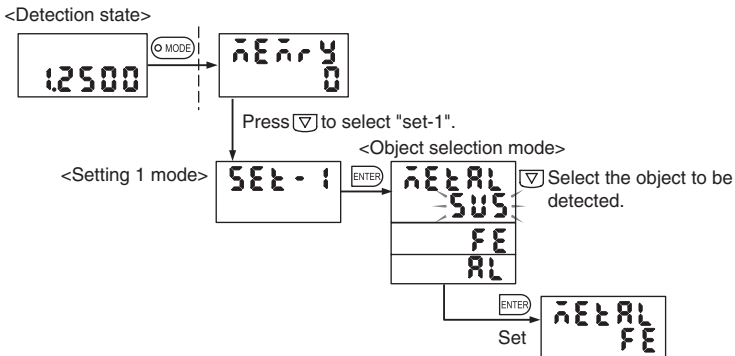 <Detection state>
1.2500
MODE
MEMrY
0
Press to select "set-1".
<Object selection mode>
<Setting 1 mode>
SEt-1
ENTER
MEtAL
SUS
FE
AL
Select the object to be
detected.
ENTER
Set
MEtAL
FE